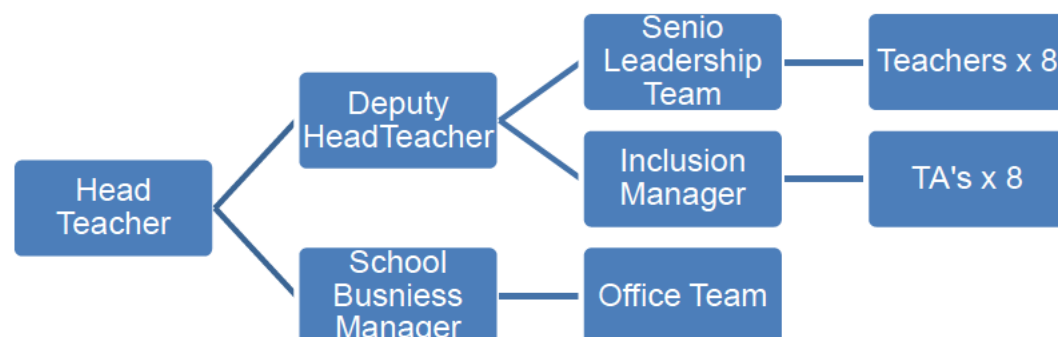 Head
Teacher
Deputy
HeadTeacher
School
Busniess
Manager
Senio
Leadership
Team
Inclusion
Manager
Office Team
Teachers x 8
TA's x 8